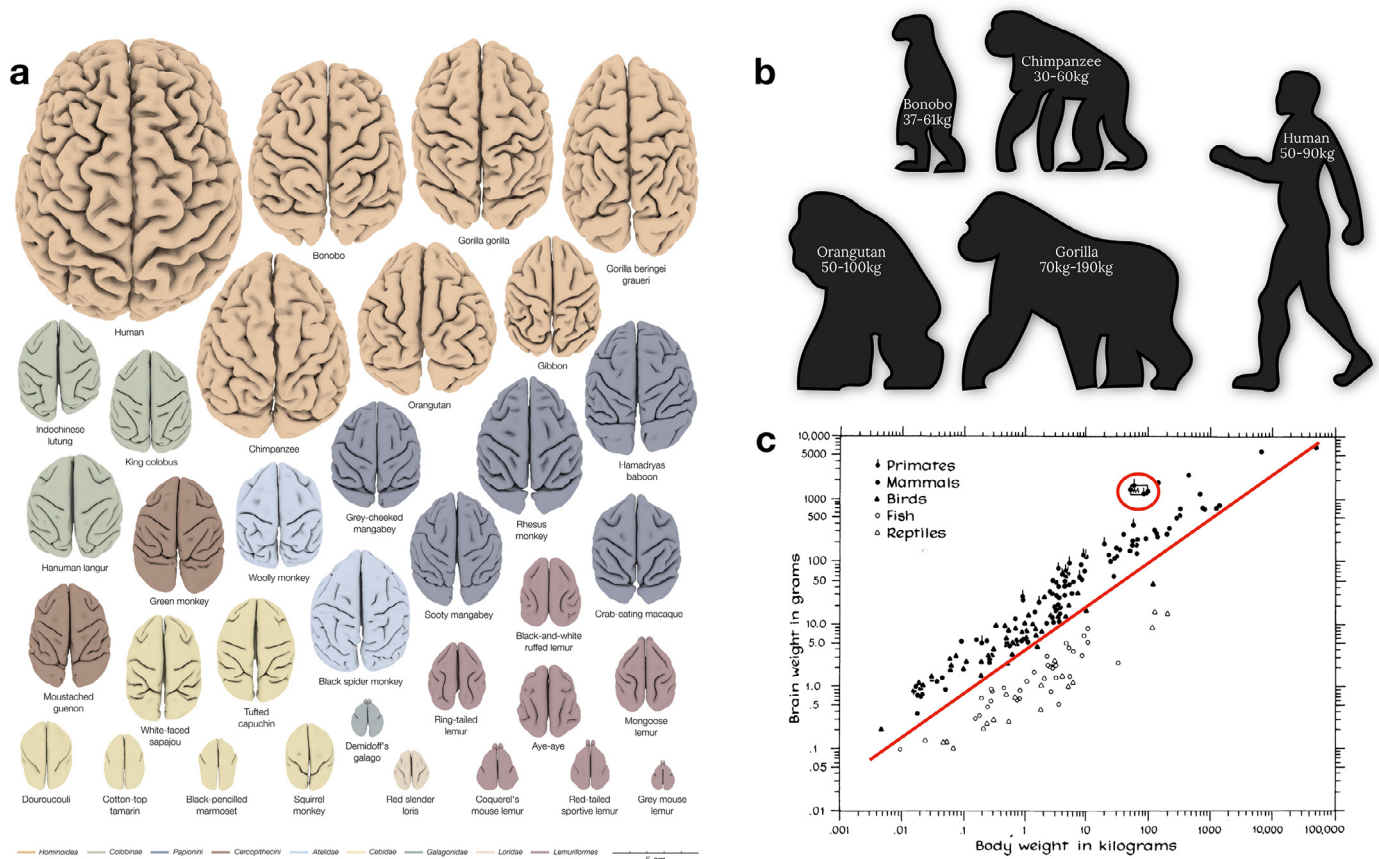 a
Human
Bonobo
Gorilla gorilla
Gorilla beringei
graueri
Chimpanzee
Orangutan
Gibbon
Indochinese
lutung
King colobus
Hamadryas
baboon
Grey-cheeked
mangabey
Rhesus
monkey
Hanuman langur
Green monkey
Woolly monkey
Sooty mangabey
Crab-eating macaque
Black-and-white
ruffed lemur
Moustached
guenon
White-faced
sapajou
Tufted
capuchin
Black spider monkey
Demidoff's
galago
Ring-tailed
lemur
Aye-aye
Mongoose
lemur
Douroucouli
Cotton-top
tamarin
Black-pencilled
marmoset
Squirrel
monkey
Red slender
loris
Coquerel's
mouse lemur
Red-tailed
sportive lemur
Grey mouse
lemur
Hominoidea Colobinae Papionini Cercopithecini Atelidae Cebidae Galagonidae Loridae Lemuriformes
b
Bonobo
37-61kg
Chimpanzee
30-60kg
Human
50-90kg
Orangutan
50-100kg
Gorilla
70kg-190kg
c
Primates
Mammals
Birds
Fish
Reptiles
Brain weight in grams
10,000
5000
1000
500
100
50
10.0
5.0
1.0
.5
.1
.05
.01
.001 .01 .1 1 10 100 1000 10,000 100,000
Body weight in kilograms